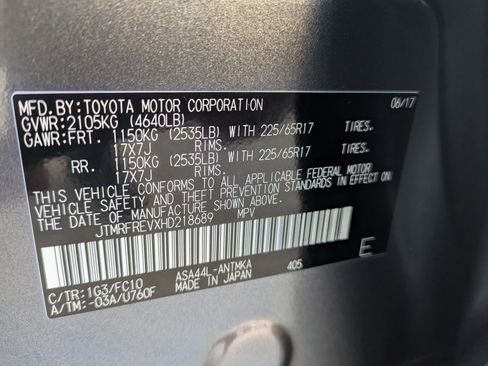 MFD. BY: TOYOTA MOTOR CORPORATION 06/17
GVWR: 2105KG (4640LB)
GAWR: FRT. 1150KG (2535LB) WITH 225/65R17 TIRES.
17X7J RIMS.
RR. 1150KG (2535LB) WITH 225/65R17 TIRES.
17X7J RIMS.
THIS VEHICLE CONFORMS TO ALL APPLICABLE FEDERAL MOTOR
VEHICLE SAFETY AND THEFT PREVENTION STANDARDS IN EFFECT ON
THE DATE OF MANUFACTURE SHOWN ABOVE.
JTMRFREVXHD218689 MPV
E
C/TR: 1G3/FC10 ASA44L-ANTMKA 405
A/TM: -03A/U760F MADE IN JAPAN